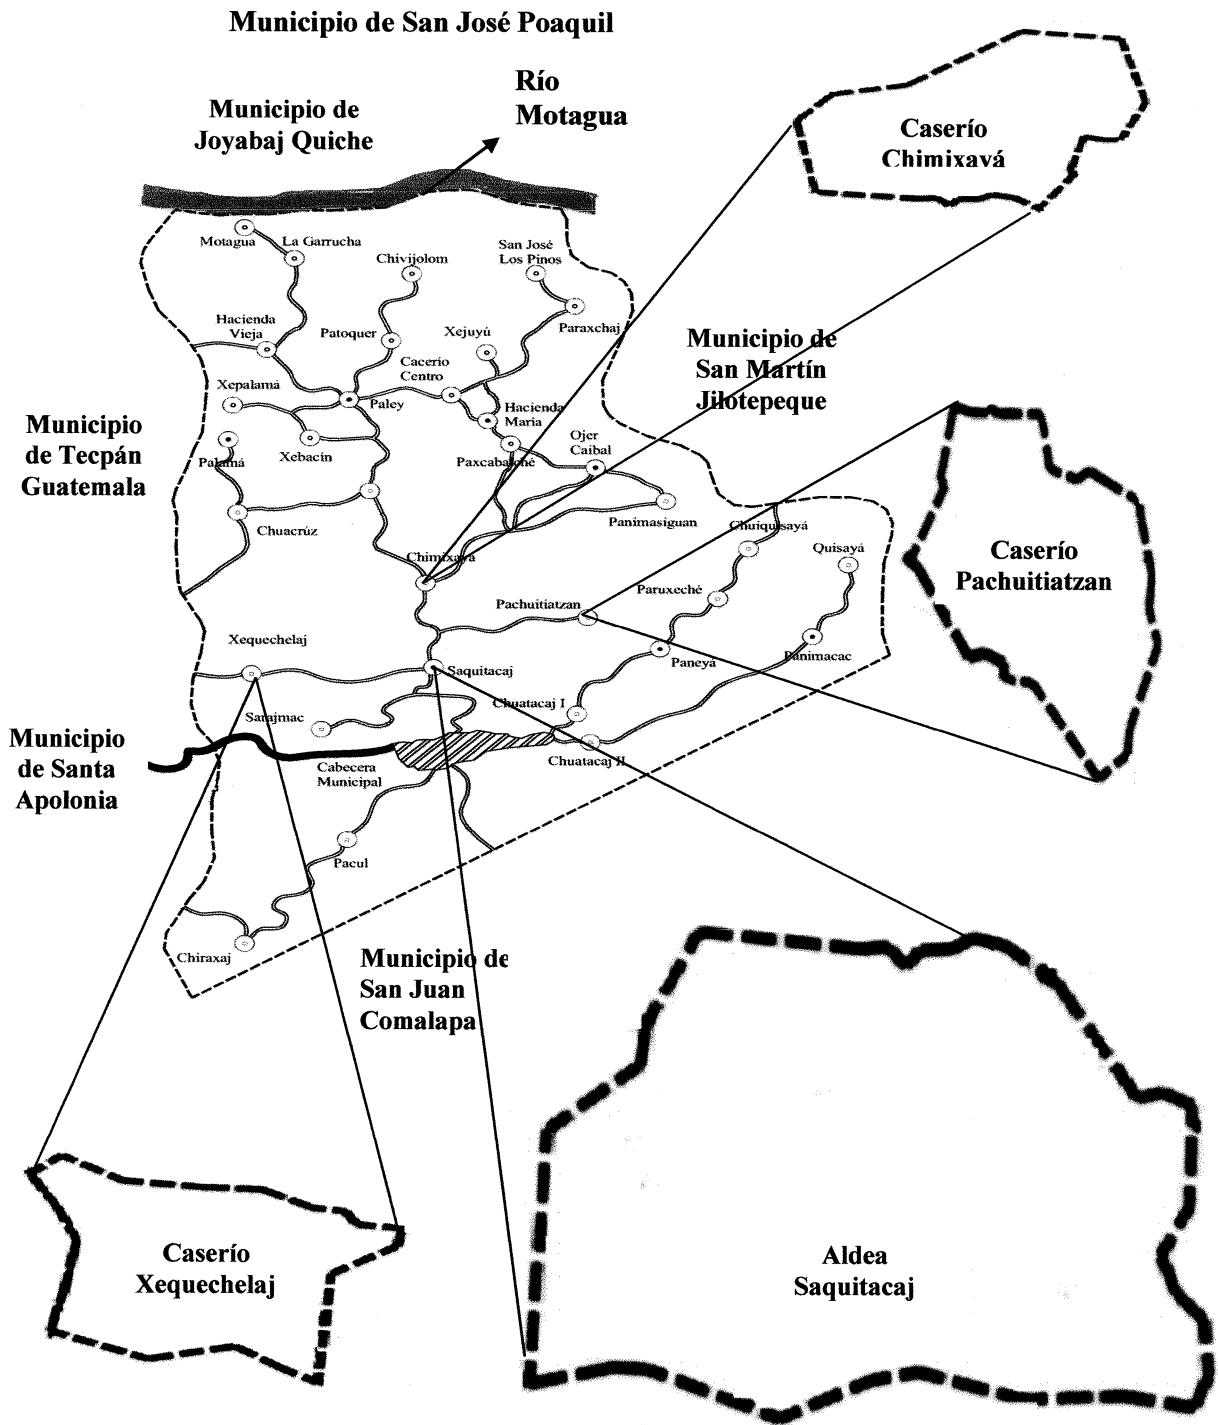 Municipio de San José Poaquil
Río
Motagua
Municipio de
Joyabaj Quiche
Caserío
Chimixavá
Motagua
La Garrucha
Chivijolom
San José
Los Pinos
Hacienda
Vieja
Patoquer
Xejuyú
Paraxchaj
Municipio de
San Martín
Jilotepeque
Cacerío
Centro
Xepalamá
Paley
Hacienda
María
Municipio
de Tecpán
Guatemala
Palamá
Xebacín
Paxcabalché
Ojer
Caibal
Chuacrúz
Panimasiguan
Chuiquisayá
Quisayá
Caserío
Pachuitiatzan
Chimixavá
Pachuitiatzan
Paruxeché
Xequechelaj
Saquitacaj
Paneyá
Panimacac
Sarajmac
Chuatacaj I
Municipio
de Santa
Apolonia
Cabecera
Municipal
Chuatacaj II
Pacul
Chiraxaj
Municipio de
San Juan
Comalapa
Caserío
Xequechelaj
Aldea
Saquitacaj